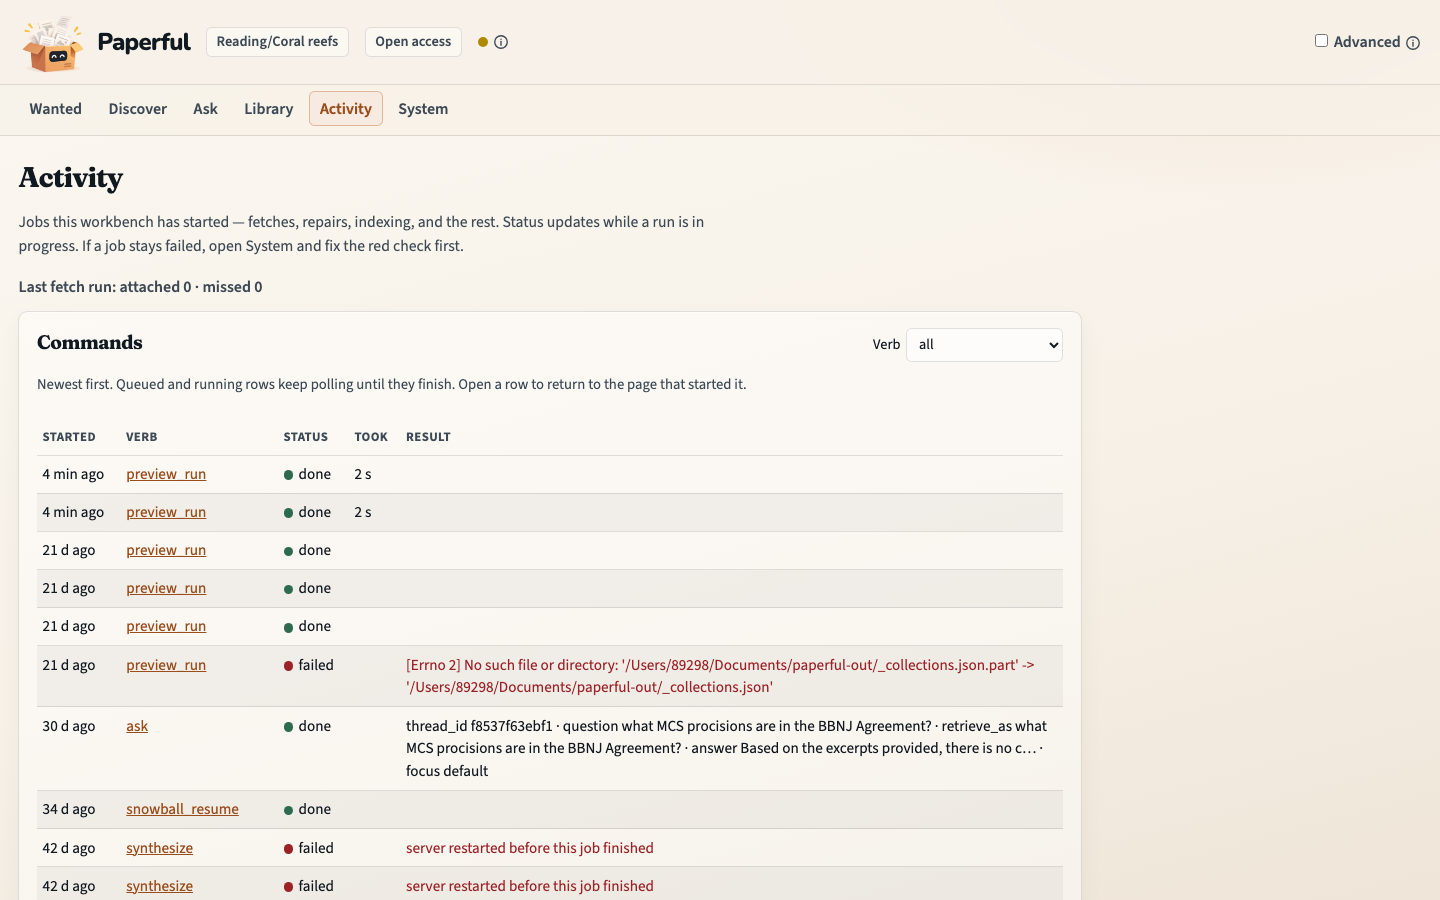 Paperful
Reading/Coral reefs
Open access
Advanced
Wanted
Discover
Ask
Library
Activity
System
Activity
Jobs this workbench has started — fetches, repairs, indexing, and the rest. Status updates while a run is in
progress. If a job stays failed, open System and fix the red check first.
Last fetch run: attached 0 · missed 0
Commands
Verb all
Newest first. Queued and running rows keep polling until they finish. Open a row to return to the page that started it.
STARTED VERB STATUS TOOK RESULT
4 min ago preview_run done 2 s
4 min ago preview_run done 2 s
21 d ago preview_run done
21 d ago preview_run done
21 d ago preview_run done
21 d ago preview_run failed [Errno 2] No such file or directory: '/Users/89298/Documents/paperful-out/_collections.json.part' ->
'/Users/89298/Documents/paperful-out/_collections.json'
30 d ago ask done thread_id f8537f63ebf1 · question what MCS procisions are in the BBNJ Agreement? · retrieve_as what
MCS procisions are in the BBNJ Agreement? · answer Based on the excerpts provided, there is no c… ·
focus default
34 d ago snowball_resume done
42 d ago synthesize failed server restarted before this job finished
42 d ago synthesize failed server restarted before this job finished